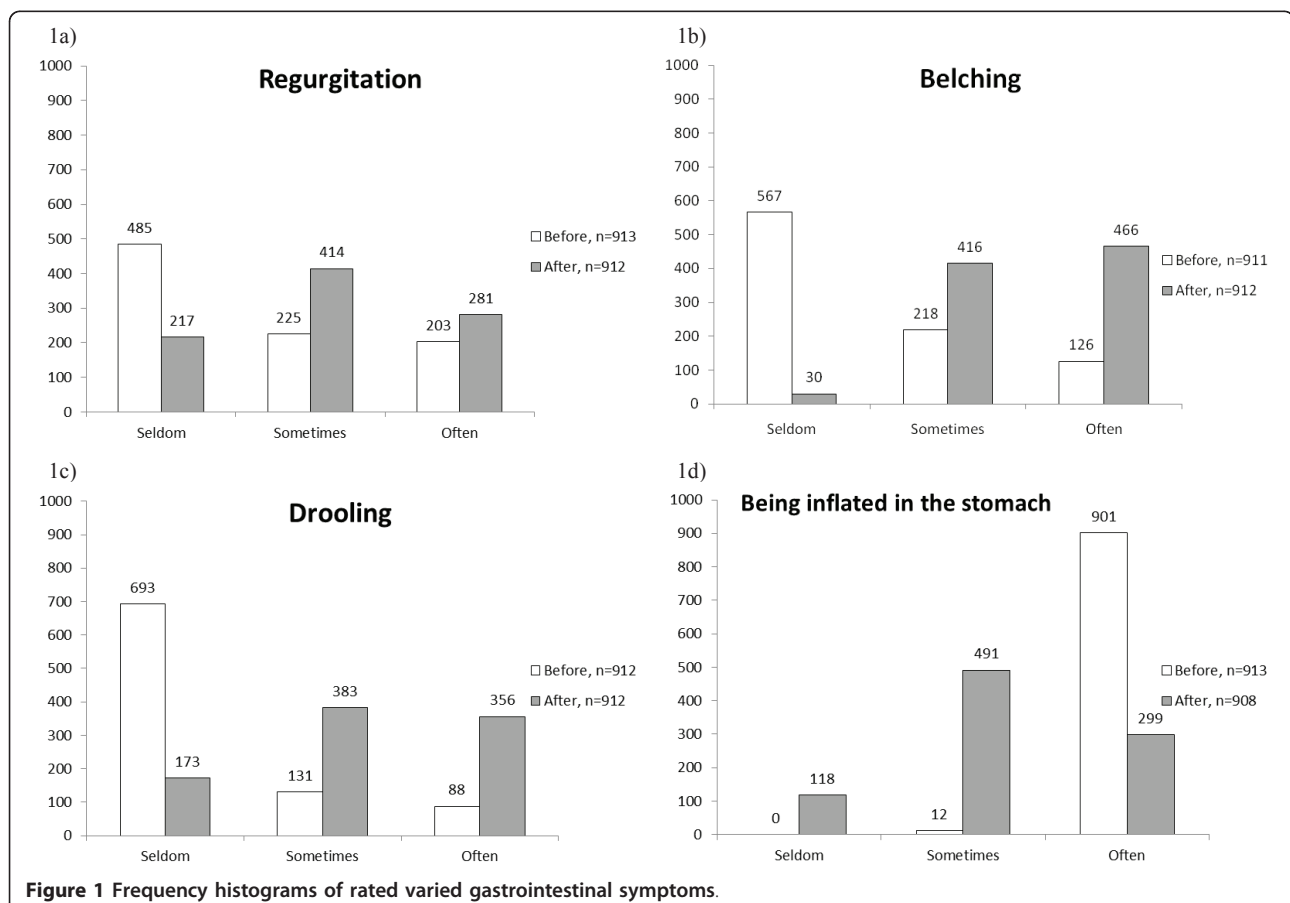 1a)
Regurgitation
1000
900
800
700
600
500
400
300
200
100
0
485
217
225
414
203
281
Seldom
Sometimes
Often
Before, n=913
After, n=912
1b)
Belching
1000
900
800
700
600
500
400
300
200
100
0
567
30
218
416
126
466
Seldom
Sometimes
Often
Before, n=911
After, n=912
1c)
Drooling
1000
900
800
700
600
500
400
300
200
100
0
693
173
131
383
88
356
Seldom
Sometimes
Often
Before, n=912
After, n=912
1d)
Being inflated in the stomach
1000
900
800
700
600
500
400
300
200
100
0
0
118
12
491
901
299
Seldom
Sometimes
Often
Before, n=913
After, n=908
Figure 1 Frequency histograms of rated varied gastrointestinal symptoms.